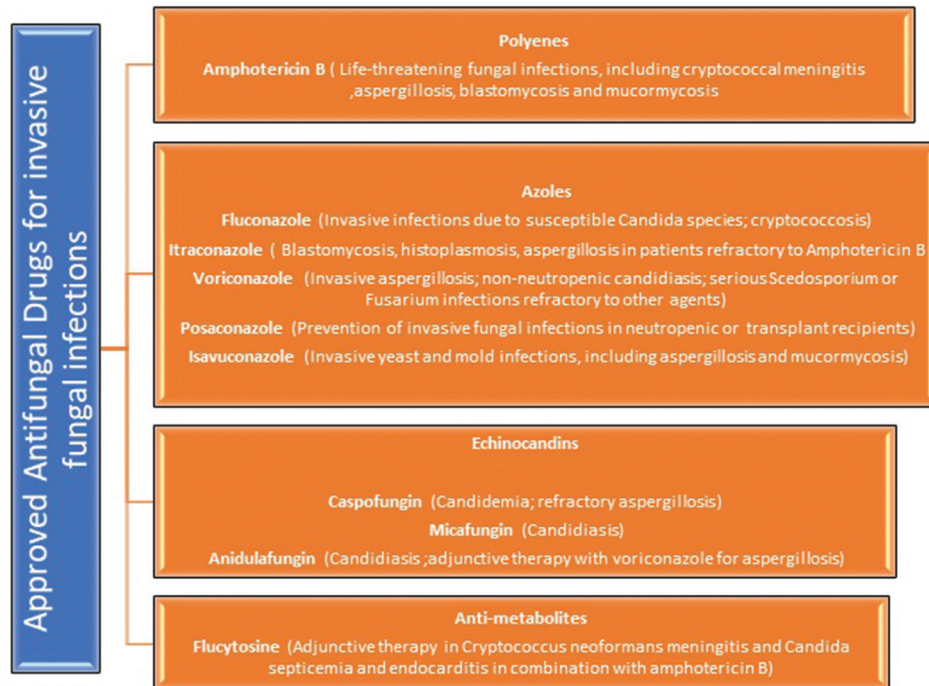 Approved Antifungal Drugs for invasive
fungal infections
Polyenes
Amphotericin B ( Life-threatening fungal infections, including cryptococcal meningitis
,aspergillosis, blastomycosis and mucormycosis
Azoles
Fluconazole (Invasive infections due to susceptible Candida species; cryptococcosis)
Itraconazole ( Blastomycosis, histoplasmosis, aspergillosis in patients refractory to Amphotericin B
Voriconazole (Invasive aspergillosis; non-neutropenic candidiasis; serious Scedosporium or
Fusarium infections refractory to other agents)
Posaconazole (Prevention of invasive fungal infections in neutropenic or transplant recipients)
Isavuconazole (Invasive yeast and mold infections, including aspergillosis and mucormycosis)
Echinocandins
Caspofungin (Candidemia; refractory aspergillosis)
Micafungin (Candidiasis)
Anidulafungin (Candidiasis ;adjunctive therapy with voriconazole for aspergillosis)
Anti-metabolites
Flucytosine (Adjunctive therapy in Cryptococcus neoformans meningitis and Candida
septicemia and endocarditis in combination with amphotericin B)